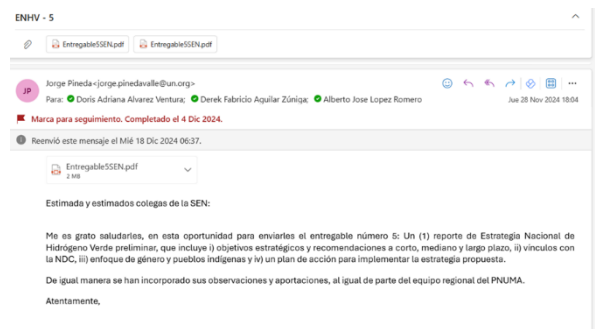 ENHV - 5
Entregable5SEN.pdf Entregable5SEN.pdf
JP
Jorge Pineda<jorge.pinedavalle@un.org>
Para: Doris Adriana Alvarez Ventura; Derek Fabricio Aguilar Zúniga; Alberto Jose Lopez Romero
Jue 28 Nov 2024 18:04
Marca para seguimiento. Completado el 4 Dic 2024.
Reenvió este mensaje el Mié 18 Dic 2024 06:37.
Entregable5SEN.pdf
2 MB
Estimada y estimados colegas de la SEN:
Me es grato saludarles, en esta oportunidad para enviarles el entregable número 5: Un (1) reporte de Estrategia Nacional de
Hidrógeno Verde preliminar, que incluye i) objetivos estratégicos y recomendaciones a corto, mediano y largo plazo, ii) vínculos con
la NDC, iii) enfoque de género y pueblos indígenas y iv) un plan de acción para implementar la estrategia propuesta.
De igual manera se han incorporado sus observaciones y aportaciones, al igual de parte del equipo regional del PNUMA.
Atentamente,